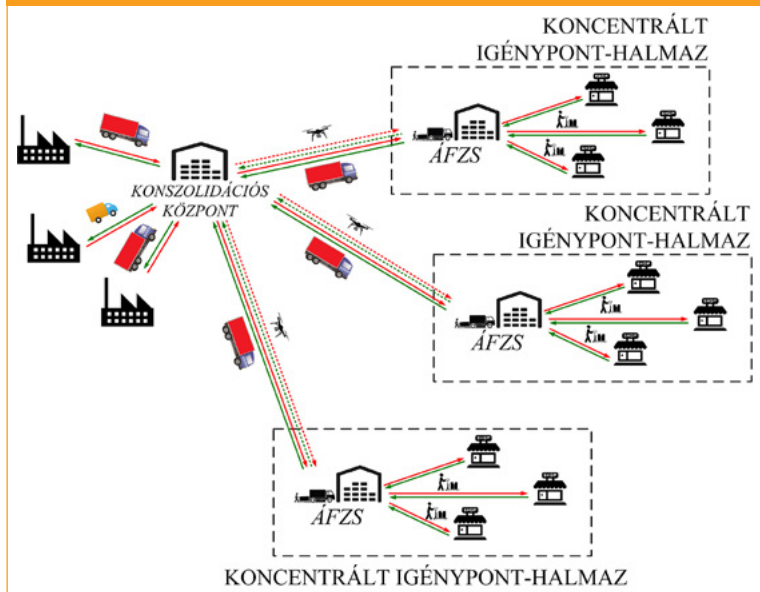 KONCENTRÁLT
IGÉNYPONT-HALMAZ
ÁFZS
KONSZOLIDÁCIÓS
KÖZPONT
KONCENTRÁLT
IGÉNYPONT-HALMAZ
ÁFZS
ÁFZS
KONCENTRÁLT IGÉNYPONT-HALMAZ